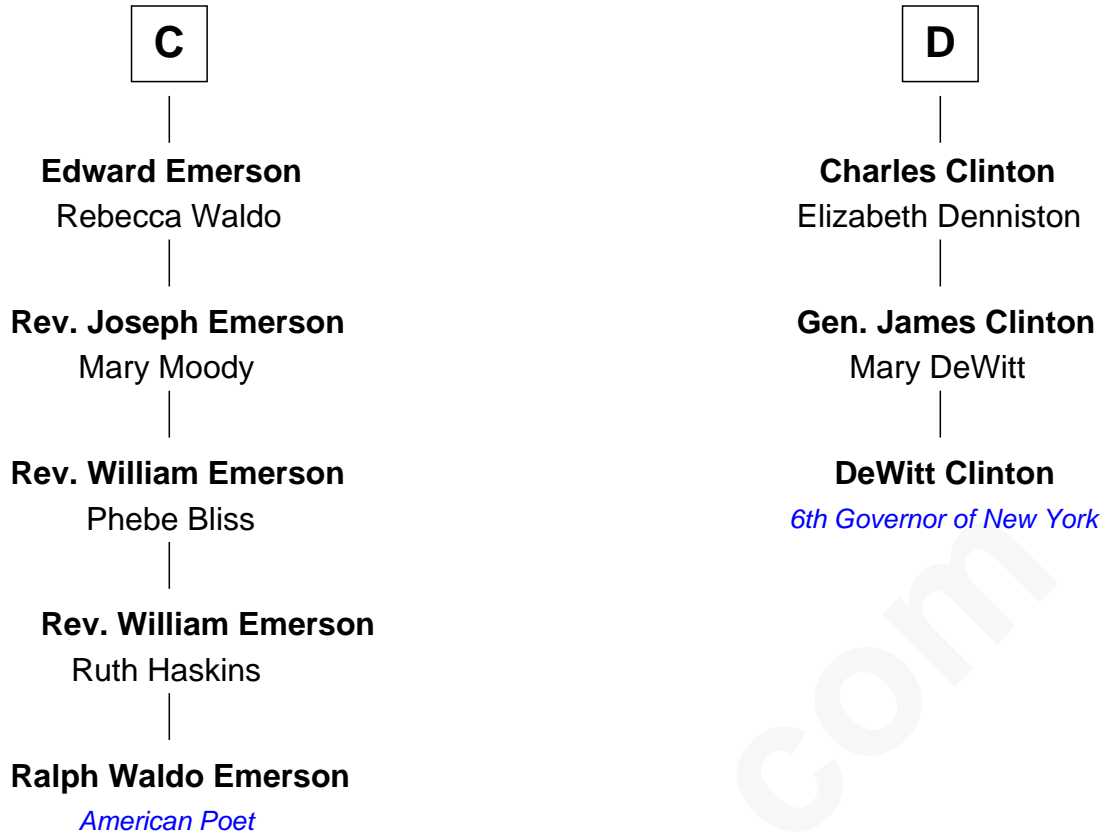 C
Edward Emerson
Rebecca Waldo
Rev. Joseph Emerson
Mary Moody
Rev. William Emerson
Phebe Bliss
Rev. William Emerson
Ruth Haskins
Ralph Waldo Emerson
American Poet
D
Charles Clinton
Elizabeth Denniston
Gen. James Clinton
Mary DeWitt
DeWitt Clinton
6th Governor of New York
com